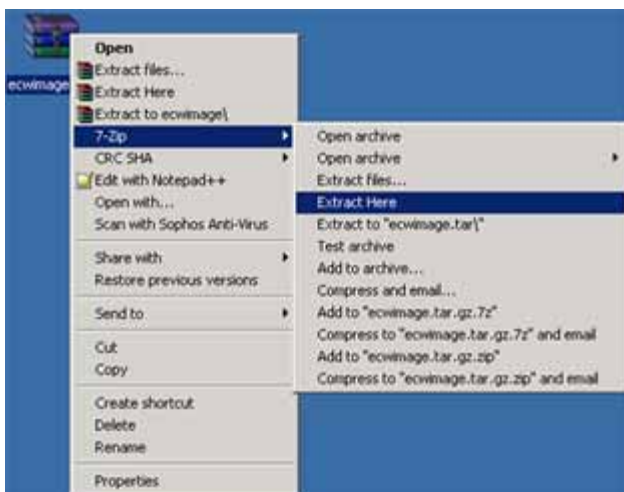 ecwimage
Open
Extract files...
Extract Here
Extract to ecwimage\
7-Zip
CRC SHA
Edit with Notepad++
Open with...
Scan with Sophos Anti-Virus
Share with
Restore previous versions
Send to
Cut
Copy
Create shortcut
Delete
Rename
Properties
Open archive
Open archive
Extract files...
Extract Here
Extract to "ecwimage.tar\"
Test archive
Add to archive...
Compress and email...
Add to "ecwimage.tar.gz.7z"
Compress to "ecwimage.tar.gz.7z" and email
Add to "ecwimage.tar.gz.zip"
Compress to "ecwimage.tar.gz.zip" and email